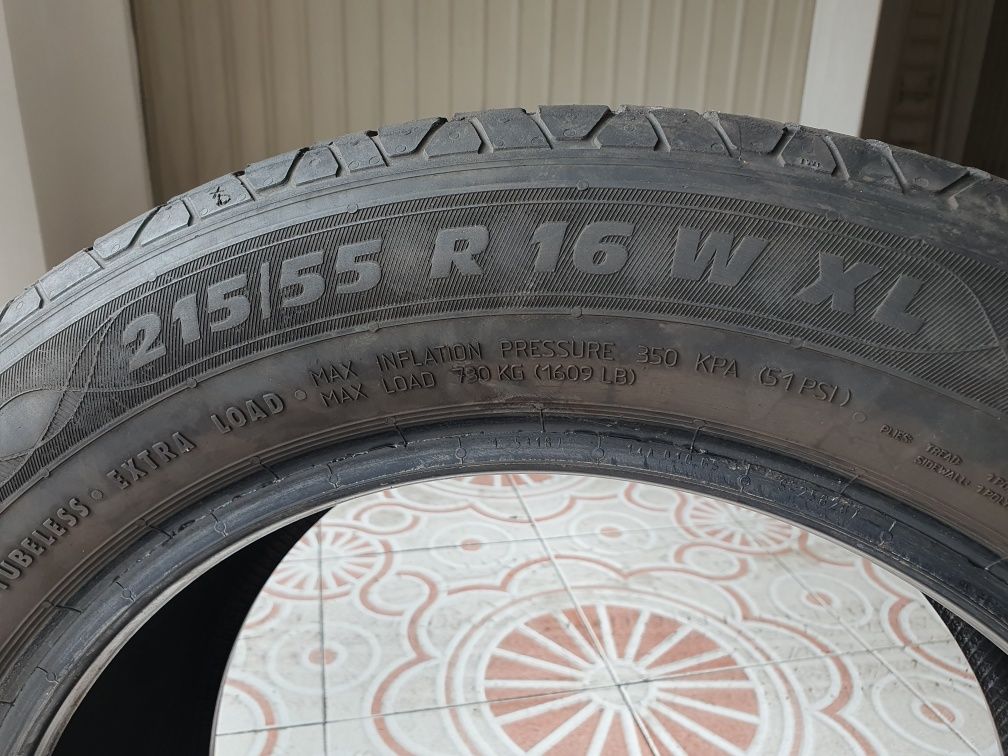 215/55 R 16 W XL
MAX INFLATION PRESSURE 350 KPA (51 PSI)
MAX LOAD 730 KG (1609 LB)
TUBELESS • EXTRA LOAD •
PLIES: TREAD:
SIDEWALL: